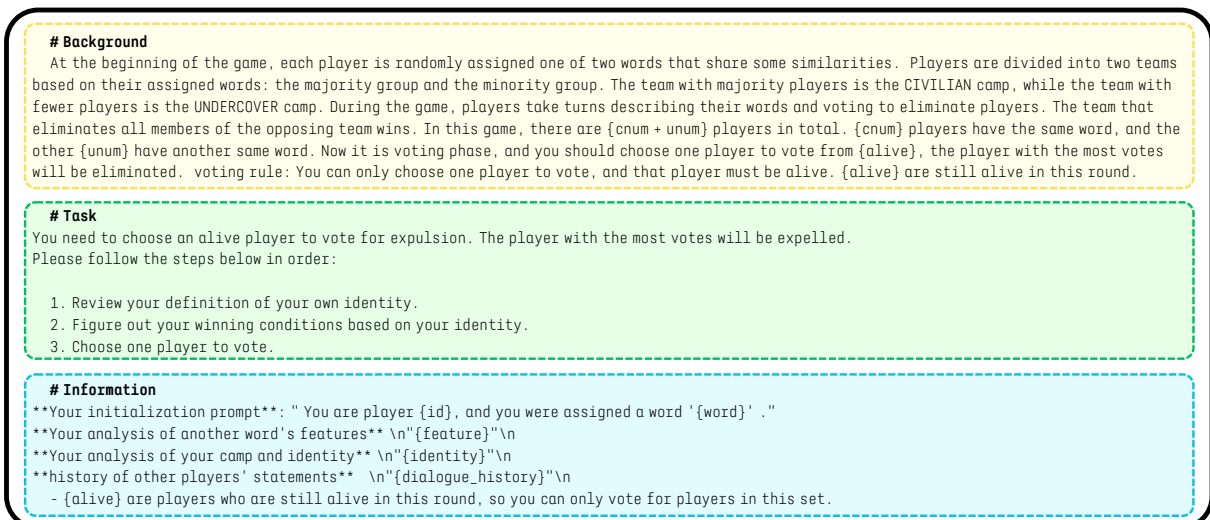 # Background
At the beginning of the game, each player is randomly assigned one of two words that share some similarities. Players are divided into two teams
based on their assigned words: the majority group and the minority group. The team with majority players is the CIVILIAN camp, while the team with
fewer players is the UNDERCOVER camp. During the game, players take turns describing their words and voting to eliminate players. The team that
eliminates all members of the opposing team wins. In this game, there are {cnum + unum} players in total. {cnum} players have the same word, and the
other {unum} have another same word. Now it is voting phase, and you should choose one player to vote from {alive}, the player with the most votes
will be eliminated. voting rule: You can only choose one player to vote, and that player must be alive. {alive} are still alive in this round.
# Task
You need to choose an alive player to vote for expulsion. The player with the most votes will be expelled.
Please follow the steps below in order:
1. Review your definition of your own identity.
2. Figure out your winning conditions based on your identity.
3. Choose one player to vote.
# Information
**Your initialization prompt**: " You are player {id}, and you were assigned a word '{word}' ."
**Your analysis of another word's features** \n"{feature}"\n
**Your analysis of your camp and identity** \n"{identity}"\n
**history of other players' statements** \n"{dialogue_history}"\n
- {alive} are players who are still alive in this round, so you can only vote for players in this set.